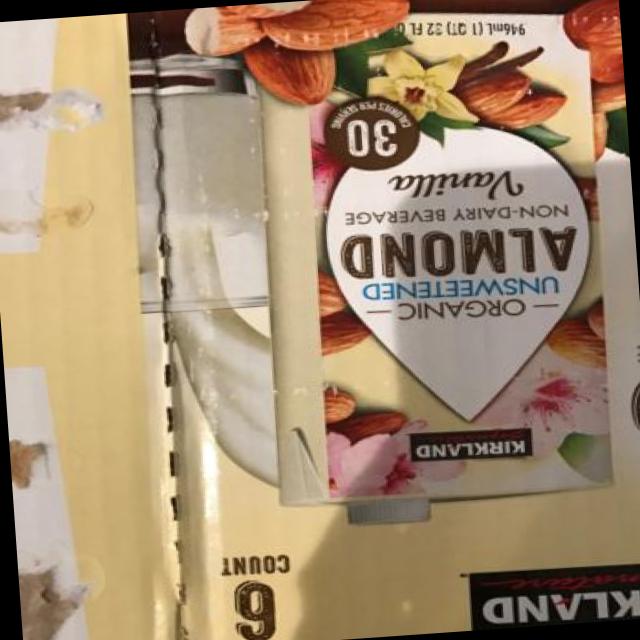 KIRKLAND
6
COUNT
KIRKLAND
ORGANIC
UNSWEETENED
ALMOND
NON-DAIRY BEVERAGE
Vanilla
30
CALORIES PER SERVING
946mL (1 QT) 32 FL O